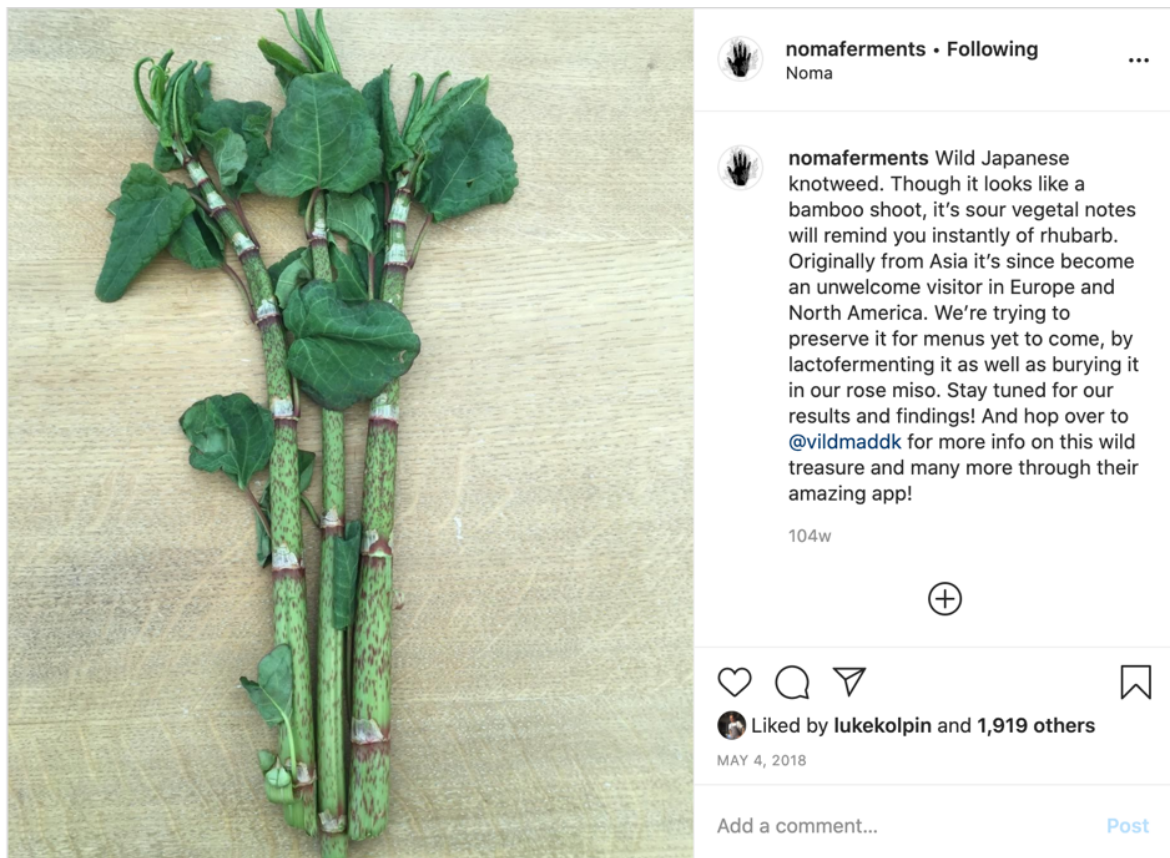 nomaferments • Following
Noma
nomaferments Wild Japanese
knotweed. Though it looks like a
bamboo shoot, it's sour vegetal notes
will remind you instantly of rhubarb.
Originally from Asia it's since become
an unwelcome visitor in Europe and
North America. We're trying to
preserve it for menus yet to come, by
lactofermenting it as well as burying it
in our rose miso. Stay tuned for our
results and findings! And hop over to
@vildmaddk for more info on this wild
treasure and many more through their
amazing app!
104w
Liked by lukekolpin and 1,919 others
MAY 4, 2018
Add a comment...
Post